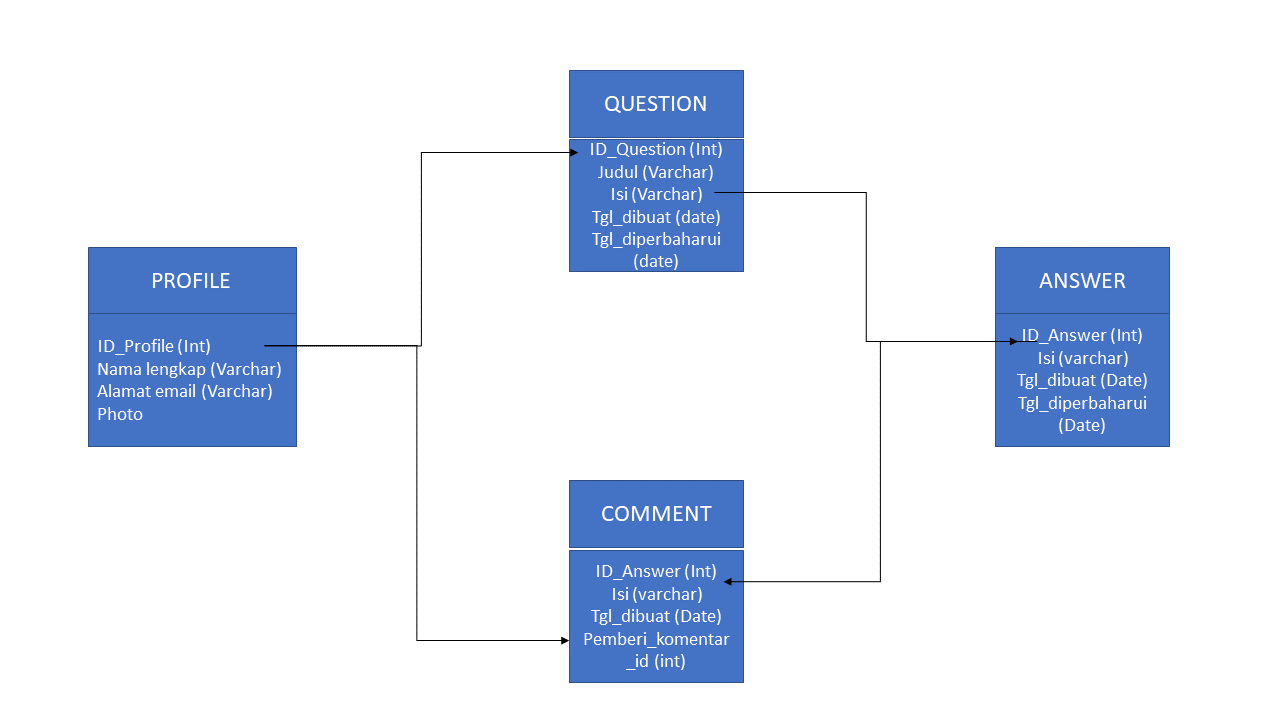 QUESTION
ID_Question (Int)
Judul (Varchar)
Isi (Varchar)
Tgl_dibuat (date)
Tgl_diperbaharui
(date)
PROFILE
ID_Profile (Int)
Nama lengkap (Varchar)
Alamat email (Varchar)
Photo
ANSWER
ID_Answer (Int)
Isi (varchar)
Tgl_dibuat (Date)
Tgl_diperbaharui
(Date)
COMMENT
ID_Answer (Int)
Isi (varchar)
Tgl_dibuat (Date)
Pemberi_komentar
_id (int)